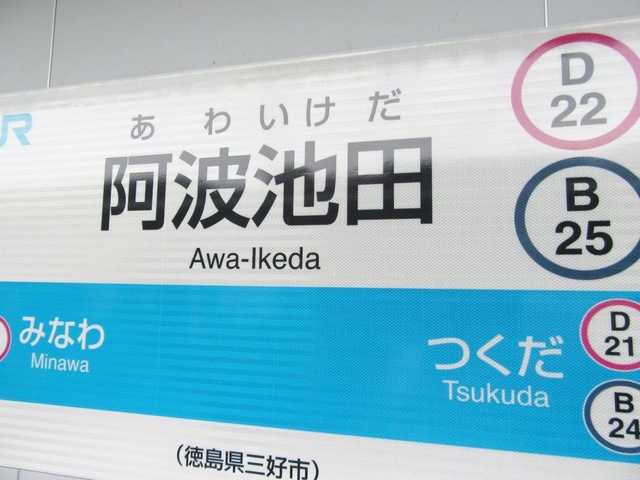 JR
あわいけだ
阿波池田
Awa-Ikeda
D
22
B
25
みなわ
Minawa
つくだ
Tsukuda
D
21
B
24
(徳島県三好市)